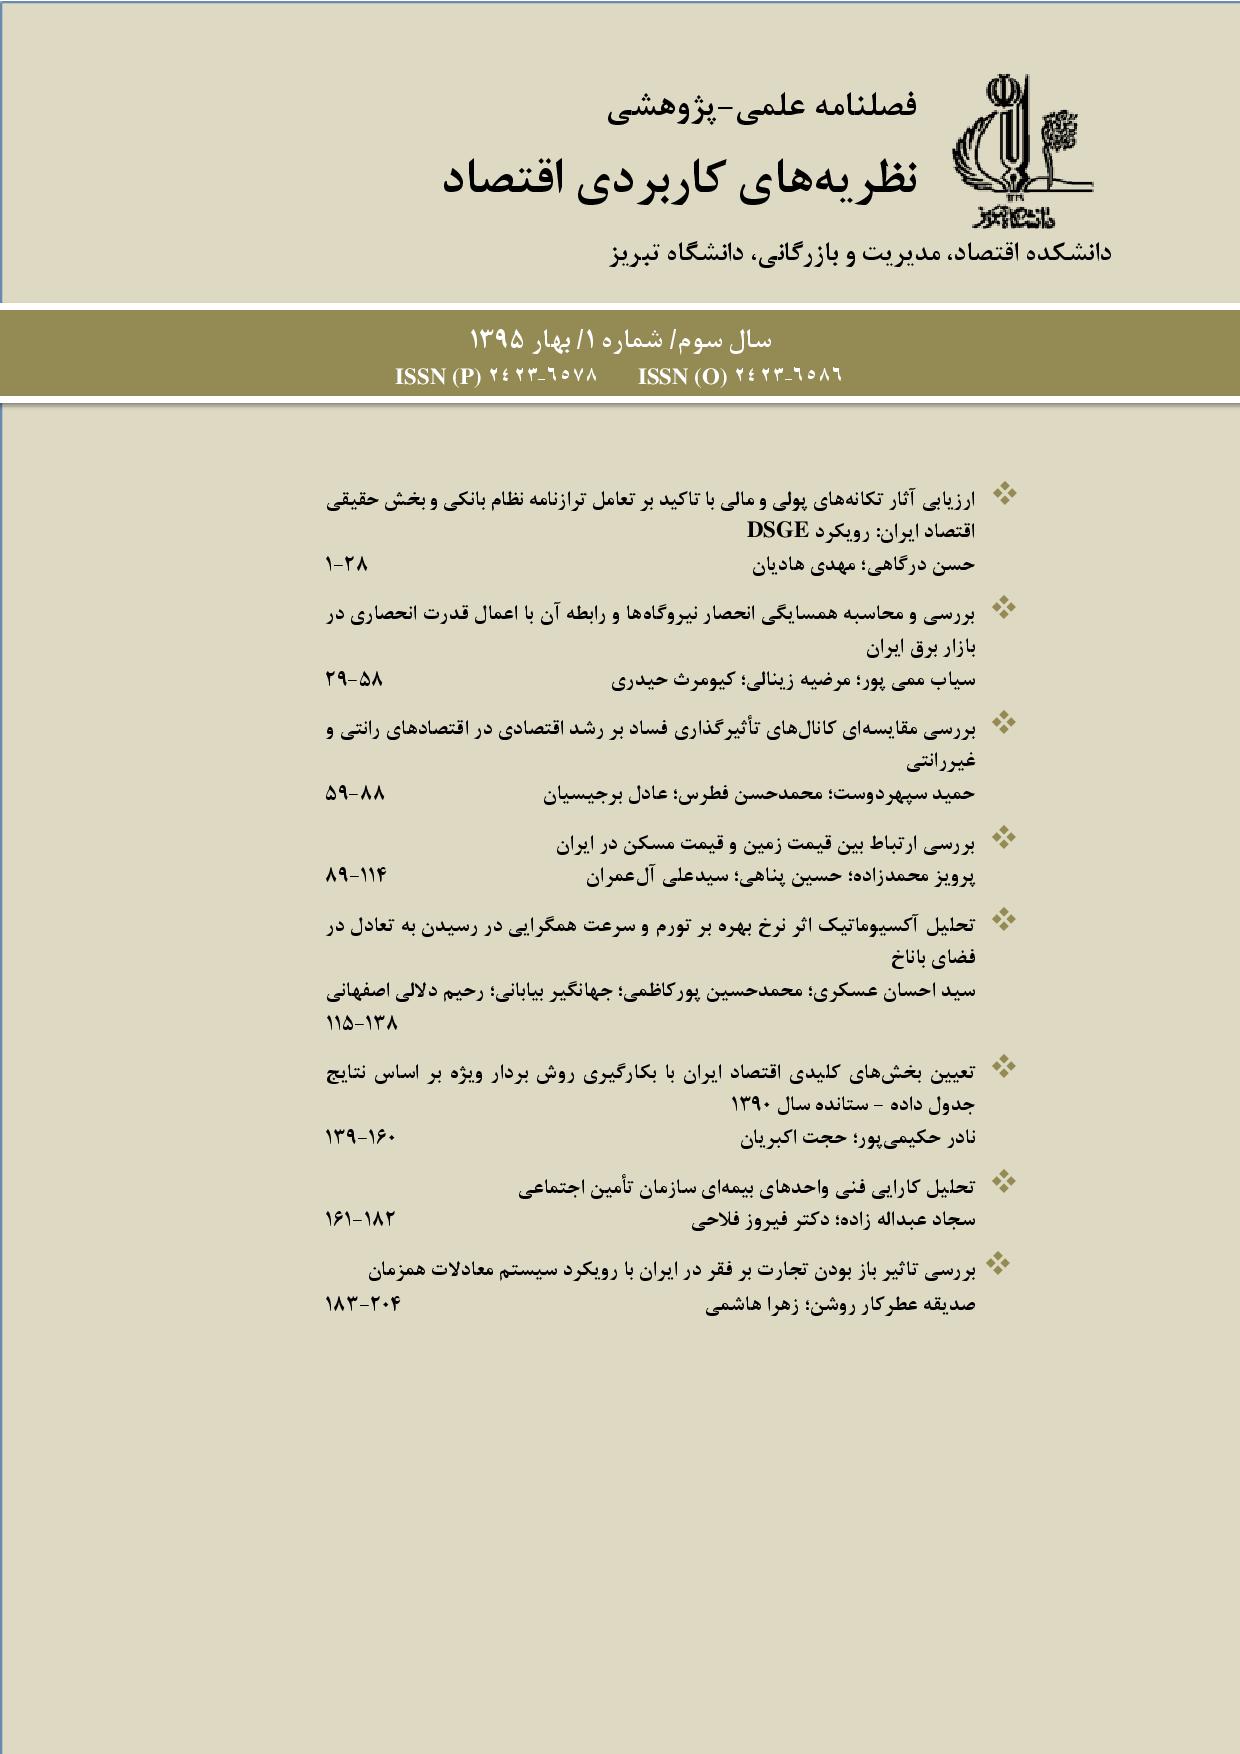 فصلنامه علمی-پژوهشی
نظریه‌های کاربردی اقتصاد
۱۳۲۶
دانشگاه تبریز
دانشکده اقتصاد، مدیریت و بازرگانی، دانشگاه تبریز
سال سوم/ شماره ۱/ بهار ۱۳۹۵
ISSN (P) ٢٤٢٣-٦٥٧٨ ISSN (O) ٢٤٢٣-٦٥٨٦
ارزیابی آثار تکانه‌های پولی و مالی با تاکید بر تعامل ترازنامه نظام بانکی و بخش حقیقی
اقتصاد ایران: رویکرد DSGE
حسن درگاهی؛ مهدی هادیان ۱-۲۸
بررسی و محاسبه همسایگی انحصار نیروگاه‌ها و رابطه آن با اعمال قدرت انحصاری در
بازار برق ایران
سیاب ممی پور؛ مرضیه زینالی؛ کیومرث حیدری ۲۹-۵۸
بررسی مقایسه‌ای کانال‌های تأثیرگذاری فساد بر رشد اقتصادی در اقتصادهای رانتی و
غیررانتی
حمید سپهردوست؛ محمدحسن فطرس؛ عادل برجیسیان ۵۹-۸۸
بررسی ارتباط بین قیمت زمین و قیمت مسکن در ایران
پرویز محمدزاده؛ حسین پناهی؛ سیدعلی آل‌عمران ۸۹-۱۱۴
تحلیل آکسیوماتیک اثر نرخ بهره بر تورم و سرعت همگرایی در رسیدن به تعادل در
فضای باناخ
سید احسان عسکری؛ محمدحسین پورکاظمی؛ جهانگیر بیابانی؛ رحیم دلالی اصفهانی
۱۱۵-۱۳۸
تعیین بخش‌های کلیدی اقتصاد ایران با بکارگیری روش بردار ویژه بر اساس نتایج
جدول داده - ستانده سال ۱۳۹۰
نادر حکیمی‌پور؛ حجت اکبریان ۱۳۹-۱۶۰
تحلیل کارایی فنی واحدهای بیمه‌ای سازمان تأمین اجتماعی
سجاد عبداله زاده؛ دکتر فیروز فلاحی ۱۶۱-۱۸۲
بررسی تاثیر باز بودن تجارت بر فقر در ایران با رویکرد سیستم معادلات همزمان
صدیقه عطرکار روشن؛ زهرا هاشمی ۱۸۳-۲۰۴